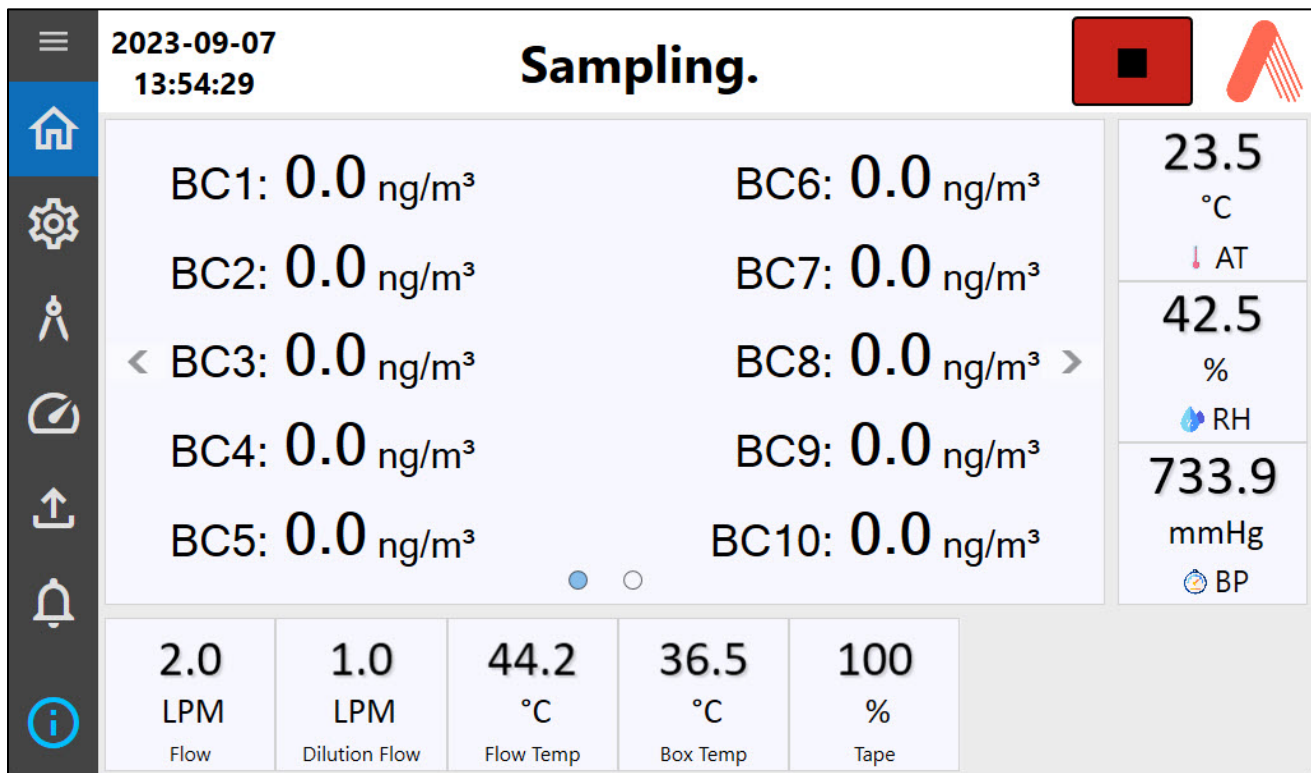 2023-09-07
13:54:29
Sampling.
BC1: 0.0 ng/m³
BC6: 0.0 ng/m³
BC2: 0.0 ng/m³
BC7: 0.0 ng/m³
BC3: 0.0 ng/m³
BC8: 0.0 ng/m³
BC4: 0.0 ng/m³
BC9: 0.0 ng/m³
BC5: 0.0 ng/m³
BC10: 0.0 ng/m³
23.5
°C
AT
42.5
%
RH
733.9
mmHg
BP
2.0
LPM
Flow
1.0
LPM
Dilution Flow
44.2
°C
Flow Temp
36.5
°C
Box Temp
100
%
Tape